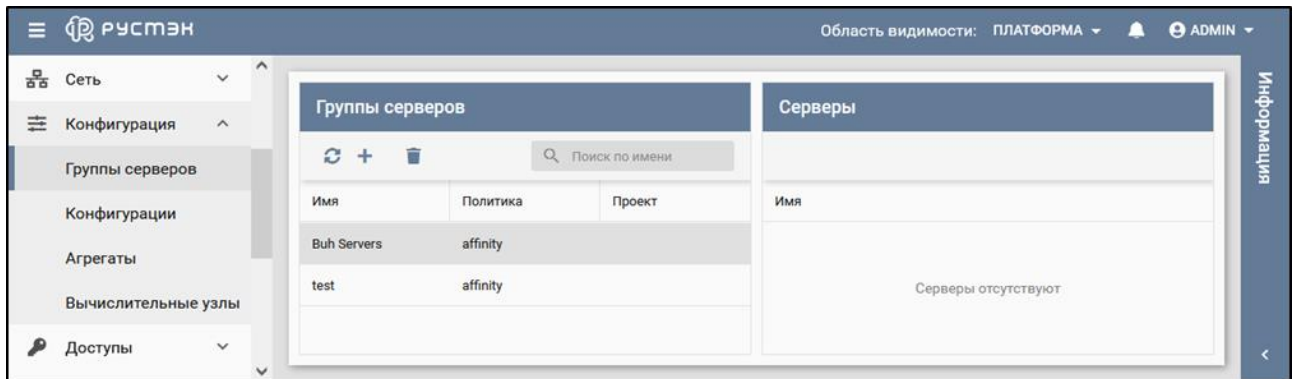 РУСТЭК
Область видимости: ПЛАТФОРМА
ADMIN
Сеть
Конфигурация
Группы серверов
Конфигурации
Агрегаты
Вычислительные узлы
Доступы
Группы серверов
Поиск по имени
Имя Политика Проект
Buh Servers affinity
test affinity
Серверы
Имя
Серверы отсутствуют
Информация